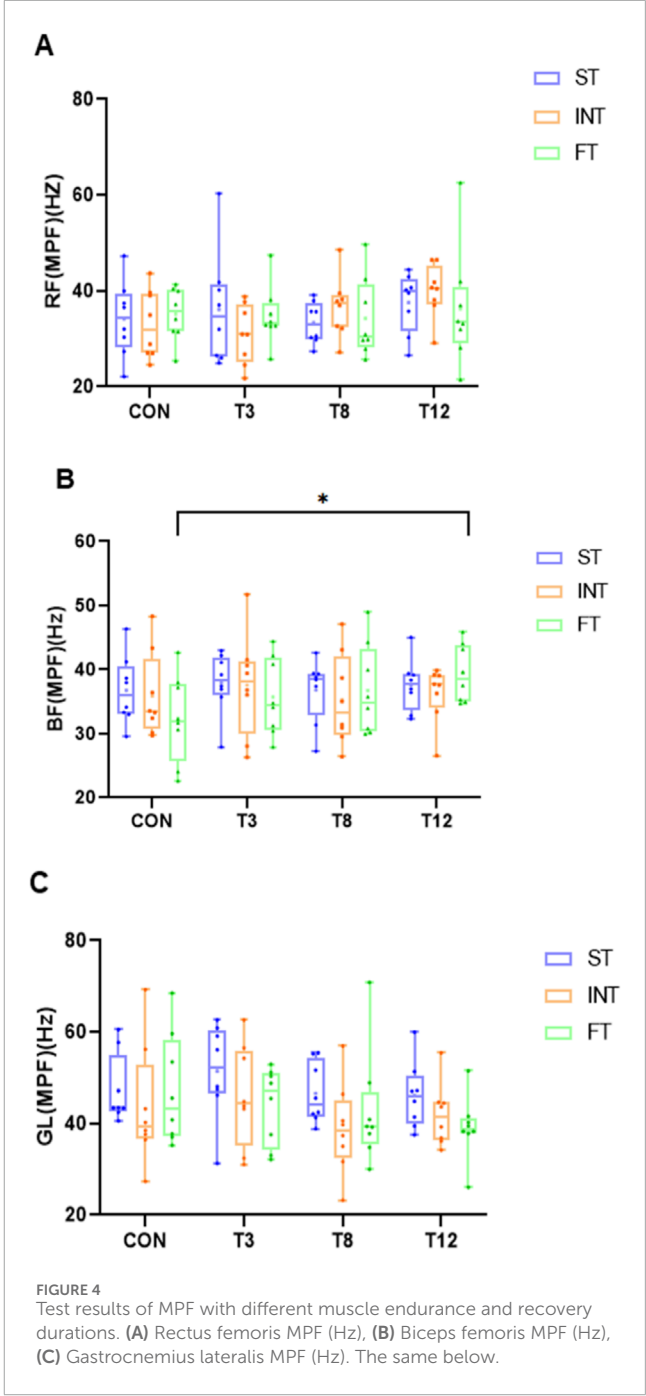 A
ST
INT
FT
80
60
40
20
RF(MPF)(HZ)
CON T3 T8 T12
B
*
ST
INT
FT
60
50
40
30
20
BF(MPF)(Hz)
CON T3 T8 T12
C
ST
INT
FT
80
60
40
20
GL(MPF)(Hz)
CON T3 T8 T12
FIGURE 4
Test results of MPF with different muscle endurance and recovery
durations. (A) Rectus femoris MPF (Hz), (B) Biceps femoris MPF (Hz),
(C) Gastrocnemius lateralis MPF (Hz). The same below.